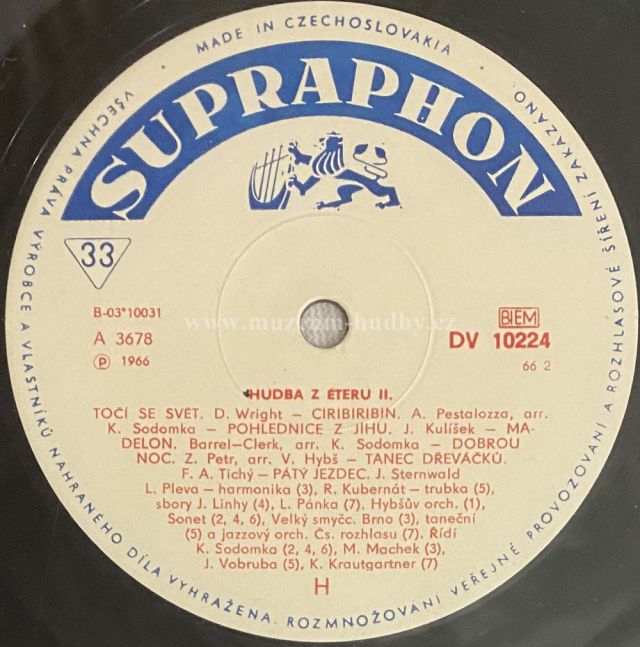 MADE IN CZECHOSLOVAKIA
SUPRAPHON
33
B-03*10031
A 3678
Ⓟ 1966
BIEM
DV 10224
66 2
www.muzeum-hudby.cz
HUDBA Z ÉTERU II.
TOČÍ SE SVĚT. D. Wright – CIRIBIRIBIN. A. Pestalozza, arr.
K. Sodomka – POHLEDNICE Z JIHU. J. Kulíšek – MA-
DELON. Barrel–Clerk, arr. K. Sodomka – DOBROU
NOC. Z. Petr, arr. V. Hybš – TANEC DŘEVÁČKŮ.
F. A. Tichý – PÁTÝ JEZDEC. J. Sternwald
L. Pleva – harmonika (3), R. Kubernát – trubka (5),
sbory J. Linhy (4), L. Pánka (7). Hybšův orch. (1),
Sonet (2, 4, 6), Velký smyčc. Brno (3), taneční
(5) a jazzový orch. Čs. rozhlasu (7). Řídí
K. Sodomka (2, 4, 6), M. Machek (3),
J. Vobruba (5), K. Krautgartner (7)
H
VŠECHNA PRÁVA VÝROBCE A VLASTNÍKŮ NAHRANÉHO DÍLA VYHRAŽENA. ROZMNOŽOVANÍ VEŘEJNÉ PROVOZOVANÍ A ROZHLASOVÉ ŠÍŘENÍ ZAKÁZÁNO